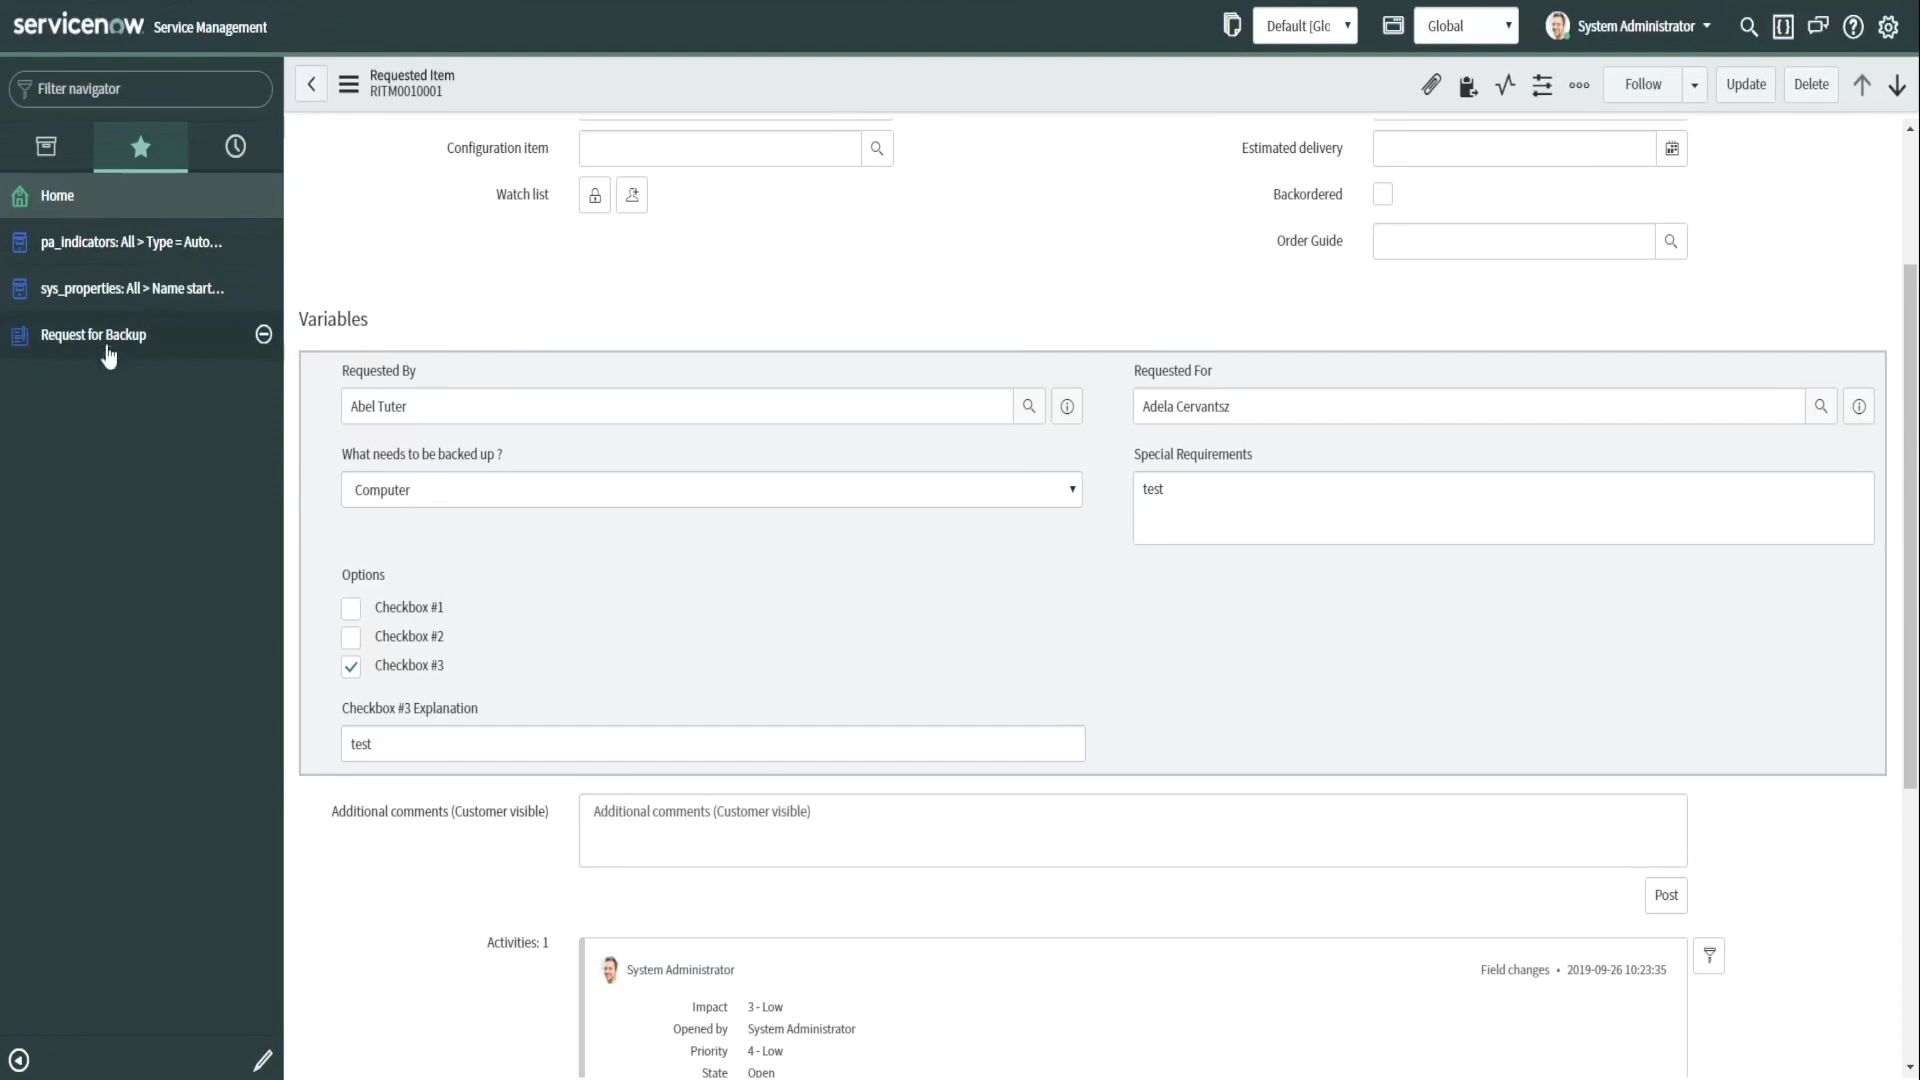 servicenow Service Management
Default [Glo
Global
System Administrator
Filter navigator
Requested Item
RITM0010001
Follow
Update
Delete
Home
pa_indicators: All > Type = Auto...
sys_properties: All > Name start...
Request for Backup
Configuration item
Estimated delivery
Watch list
Backordered
Order Guide
Variables
Requested By
Requested For
Abel Tuter
Adela Cervantsz
What needs to be backed up ?
Special Requirements
Computer
test
Options
Checkbox #1
Checkbox #2
Checkbox #3
Checkbox #3 Explanation
test
Additional comments (Customer visible)
Additional comments (Customer visible)
Post
Activities: 1
System Administrator
Field changes • 2019-09-26 10:23:35
Impact 3 - Low
Opened by System Administrator
Priority 4 - Low
State Open